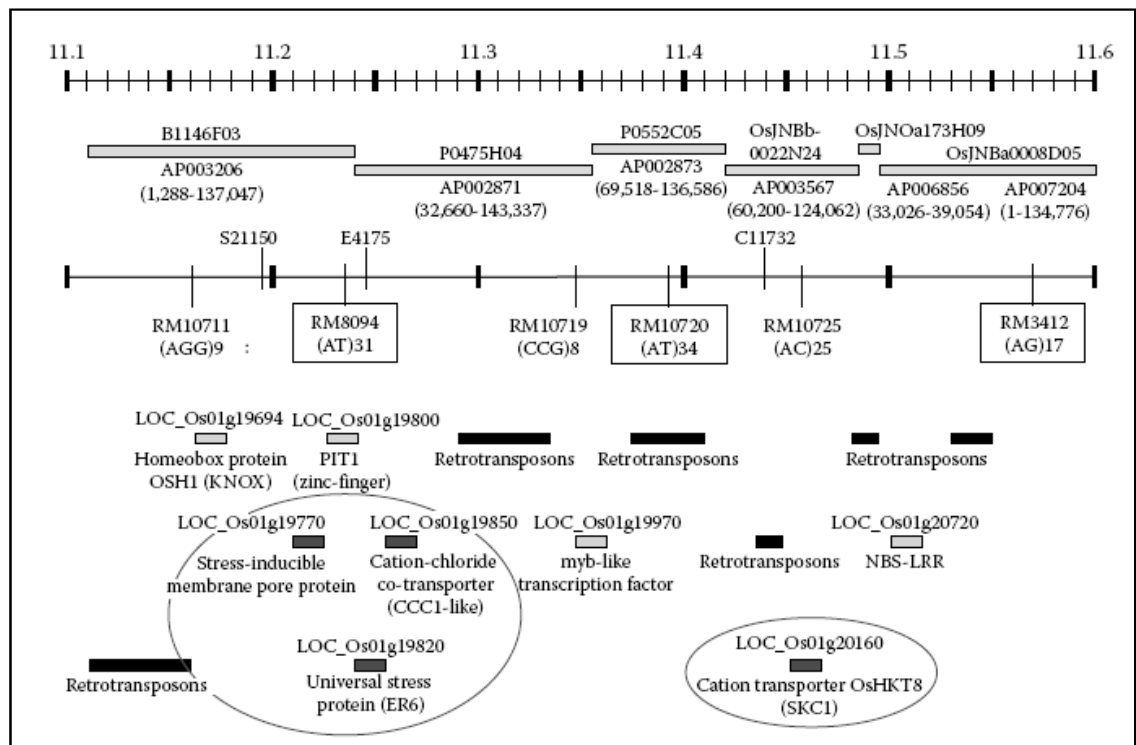 11.1 11.2 11.3 11.4 11.5 11.6
B1146F03
AP003206
(1,288-137,047)
P0475H04
AP002871
(32,660-143,337)
P0552C05
AP002873
(69,518-136,586)
OsJNBb-
0022N24
AP003567
(60,200-124,062)
OsJNOa173H09
OsJNBa0008D05
AP006856
(33,026-39,054)
AP007204
(1-134,776)
S21150
E4175
C11732
RM10711
(AGG)9 :
RM8094
(AT)31
RM10719
(CCG)8
RM10720
(AT)34
RM10725
(AC)25
RM3412
(AG)17
LOC_Os01g19694
Homeobox protein
OSH1 (KNOX)
LOC_Os01g19800
PIT1
(zinc-finger)
Retrotransposons
Retrotransposons
Retrotransposons
LOC_Os01g19770
Stress-inducible
membrane pore protein
LOC_Os01g19850
Cation-chloride
co-transporter
(CCC1-like)
LOC_Os01g19970
myb-like
transcription factor
Retrotransposons
LOC_Os01g20720
NBS-LRR
Retrotransposons
LOC_Os01g19820
Universal stress
protein (ER6)
LOC_Os01g20160
Cation transporter OsHKT8
(SKC1)